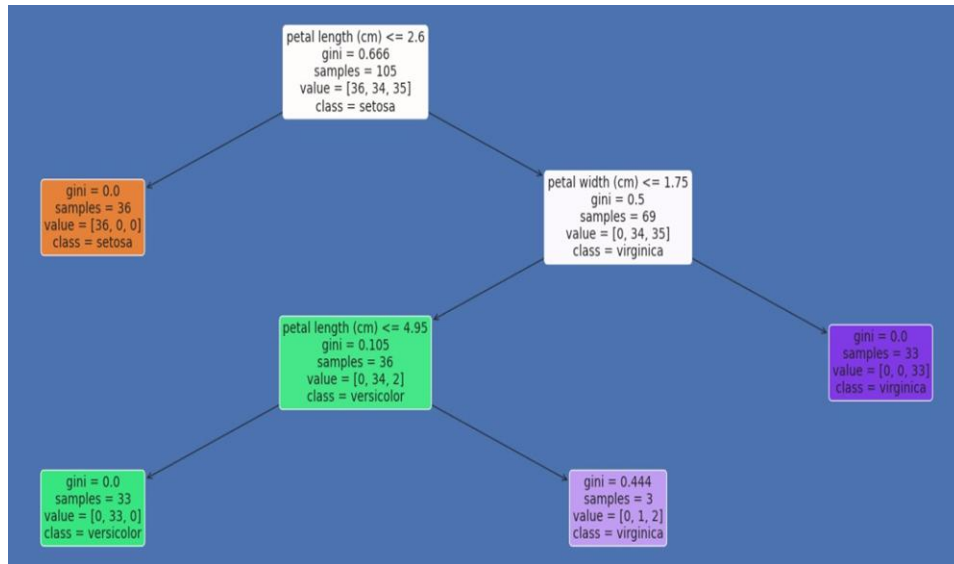 petal length (cm) <= 2.6
gini = 0.666
samples = 105
value = [36, 34, 35]
class = setosa
gini = 0.0
samples = 36
value = [36, 0, 0]
class = setosa
petal width (cm) <= 1.75
gini = 0.5
samples = 69
value = [0, 34, 35]
class = virginica
petal length (cm) <= 4.95
gini = 0.105
samples = 36
value = [0, 34, 2]
class = versicolor
gini = 0.0
samples = 33
value = [0, 0, 33]
class = virginica
gini = 0.0
samples = 33
value = [0, 33, 0]
class = versicolor
gini = 0.444
samples = 3
value = [0, 1, 2]
class = virginica